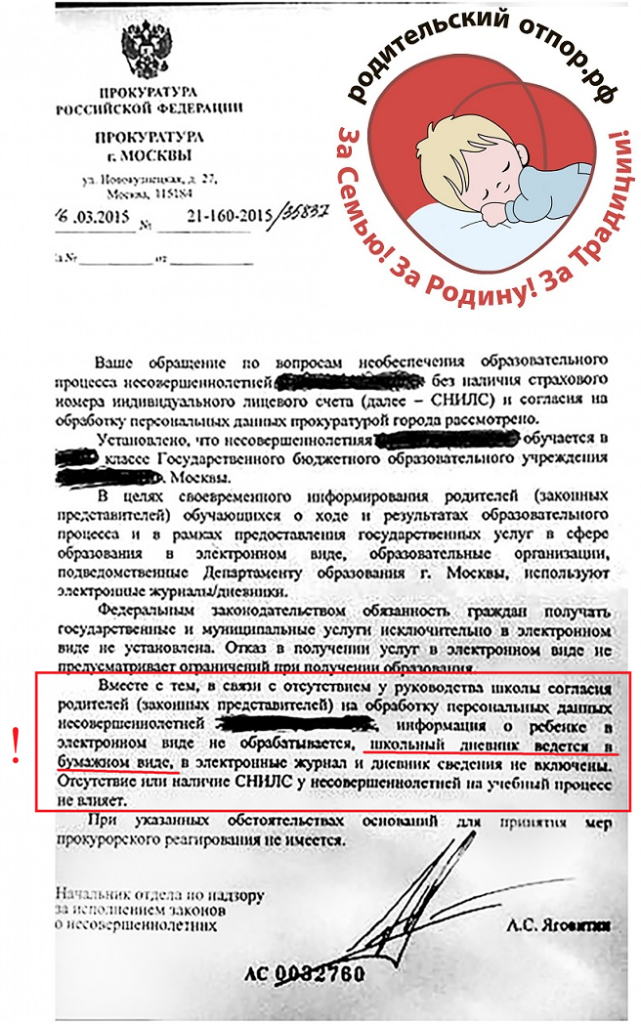 ПРОКУРАТУРА
РОССИЙСКОЙ ФЕДЕРАЦИИ
ПРОКУРАТУРА
г. МОСКВЫ
ул. Новокузнецкая, д. 27,
Москва, 115184
.03.2015 № 21-160-2015/35837
На № от
родительский отпор.рф
За Семью! За Родину! За Традиции!
Ваше обращение по вопросам необеспечения образовательного
процесса несовершеннолетней без наличия страхового
номера индивидуального лицевого счета (далее – СНИЛС) и согласия на
обработку персональных данных прокуратурой города рассмотрено.
Установлено, что несовершеннолетняя обучается в
классе Государственного бюджетного образовательного учреждения
г. Москвы.
В целях своевременного информирования родителей (законных
представителей) обучающихся о ходе и результатах образовательного
процесса и в рамках предоставления государственных услуг в сфере
образования в электронном виде, образовательные организации,
подведомственные Департаменту образования г. Москвы, используют
электронные журналы/дневники.
Федеральным законодательством обязанность граждан получать
государственные и муниципальные услуги исключительно в электронном
виде не установлена. Отказ в получении услуг в электронном виде не
предусматривает ограничений при получении образования.
Вместе с тем, в связи с отсутствием у руководства школы согласия
родителей (законных представителей) на обработку персональных данных
несовершеннолетней , информация о ребенке в
! электронном виде не обрабатывается, школьный дневник ведется в
бумажном виде, в электронные журнал и дневник сведения не включены.
Отсутствие или наличие СНИЛС у несовершеннолетней на учебный процесс
не влияет.
При указанных обстоятельствах оснований для принятия мер
прокурорского реагирования не имеется.
Начальник отдела по надзору
за исполнением законов
о несовершеннолетних А.С. Яговитин
АС 0032760